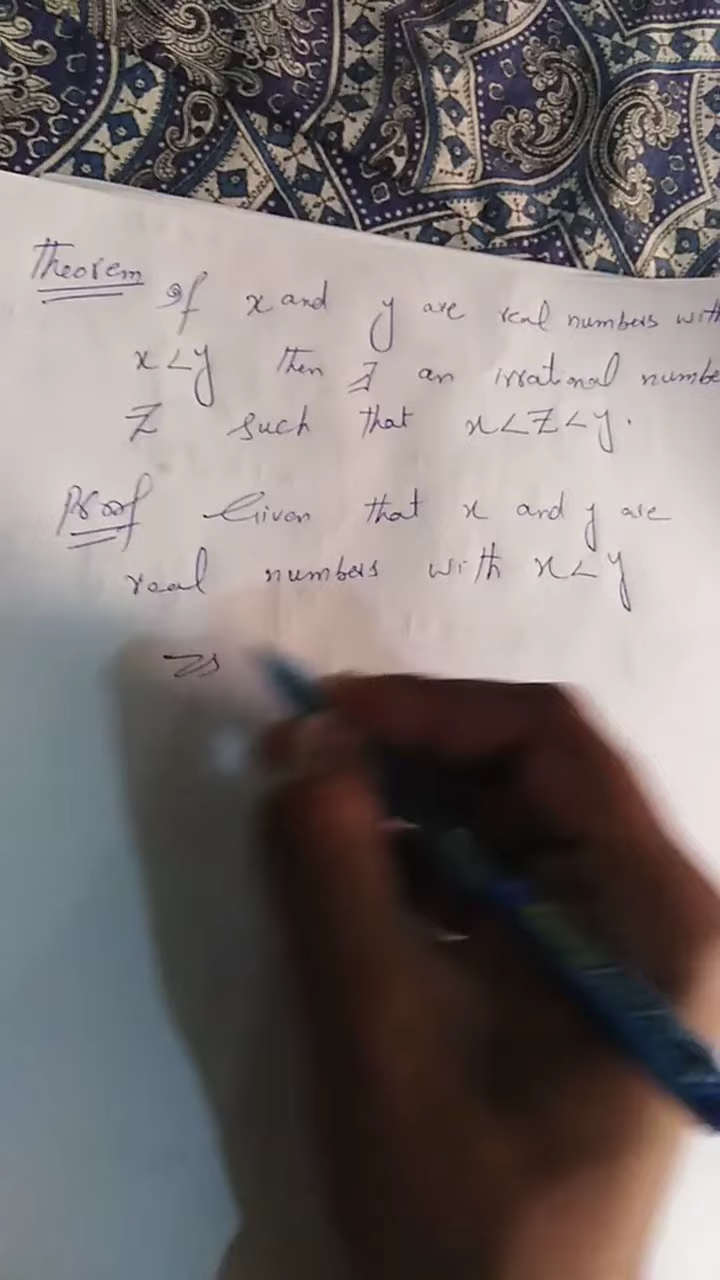 Theorem If x and y are real numbers with
x < y then ∃ an irrational numbe
Z such that x < Z < y.
Proof Given that x and y are
real numbers with x < y